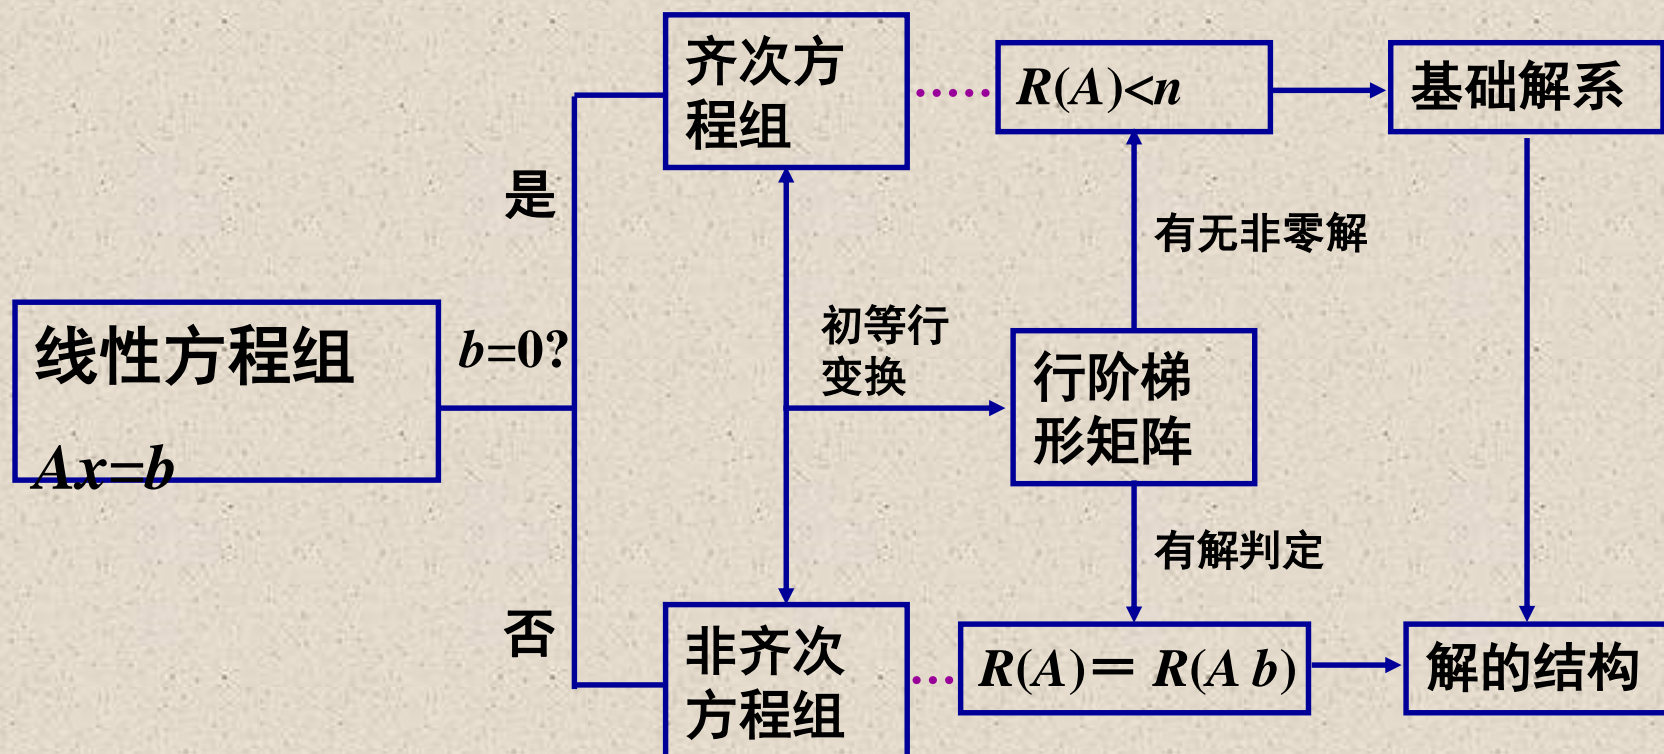 线性方程组
Ax=b
b=0?
是
否
齐次方
程组
R(A)<n
基础解系
有无非零解
初等行
变换
行阶梯
形矩阵
有解判定
非齐次
方程组
R(A)= R(A b)
解的结构